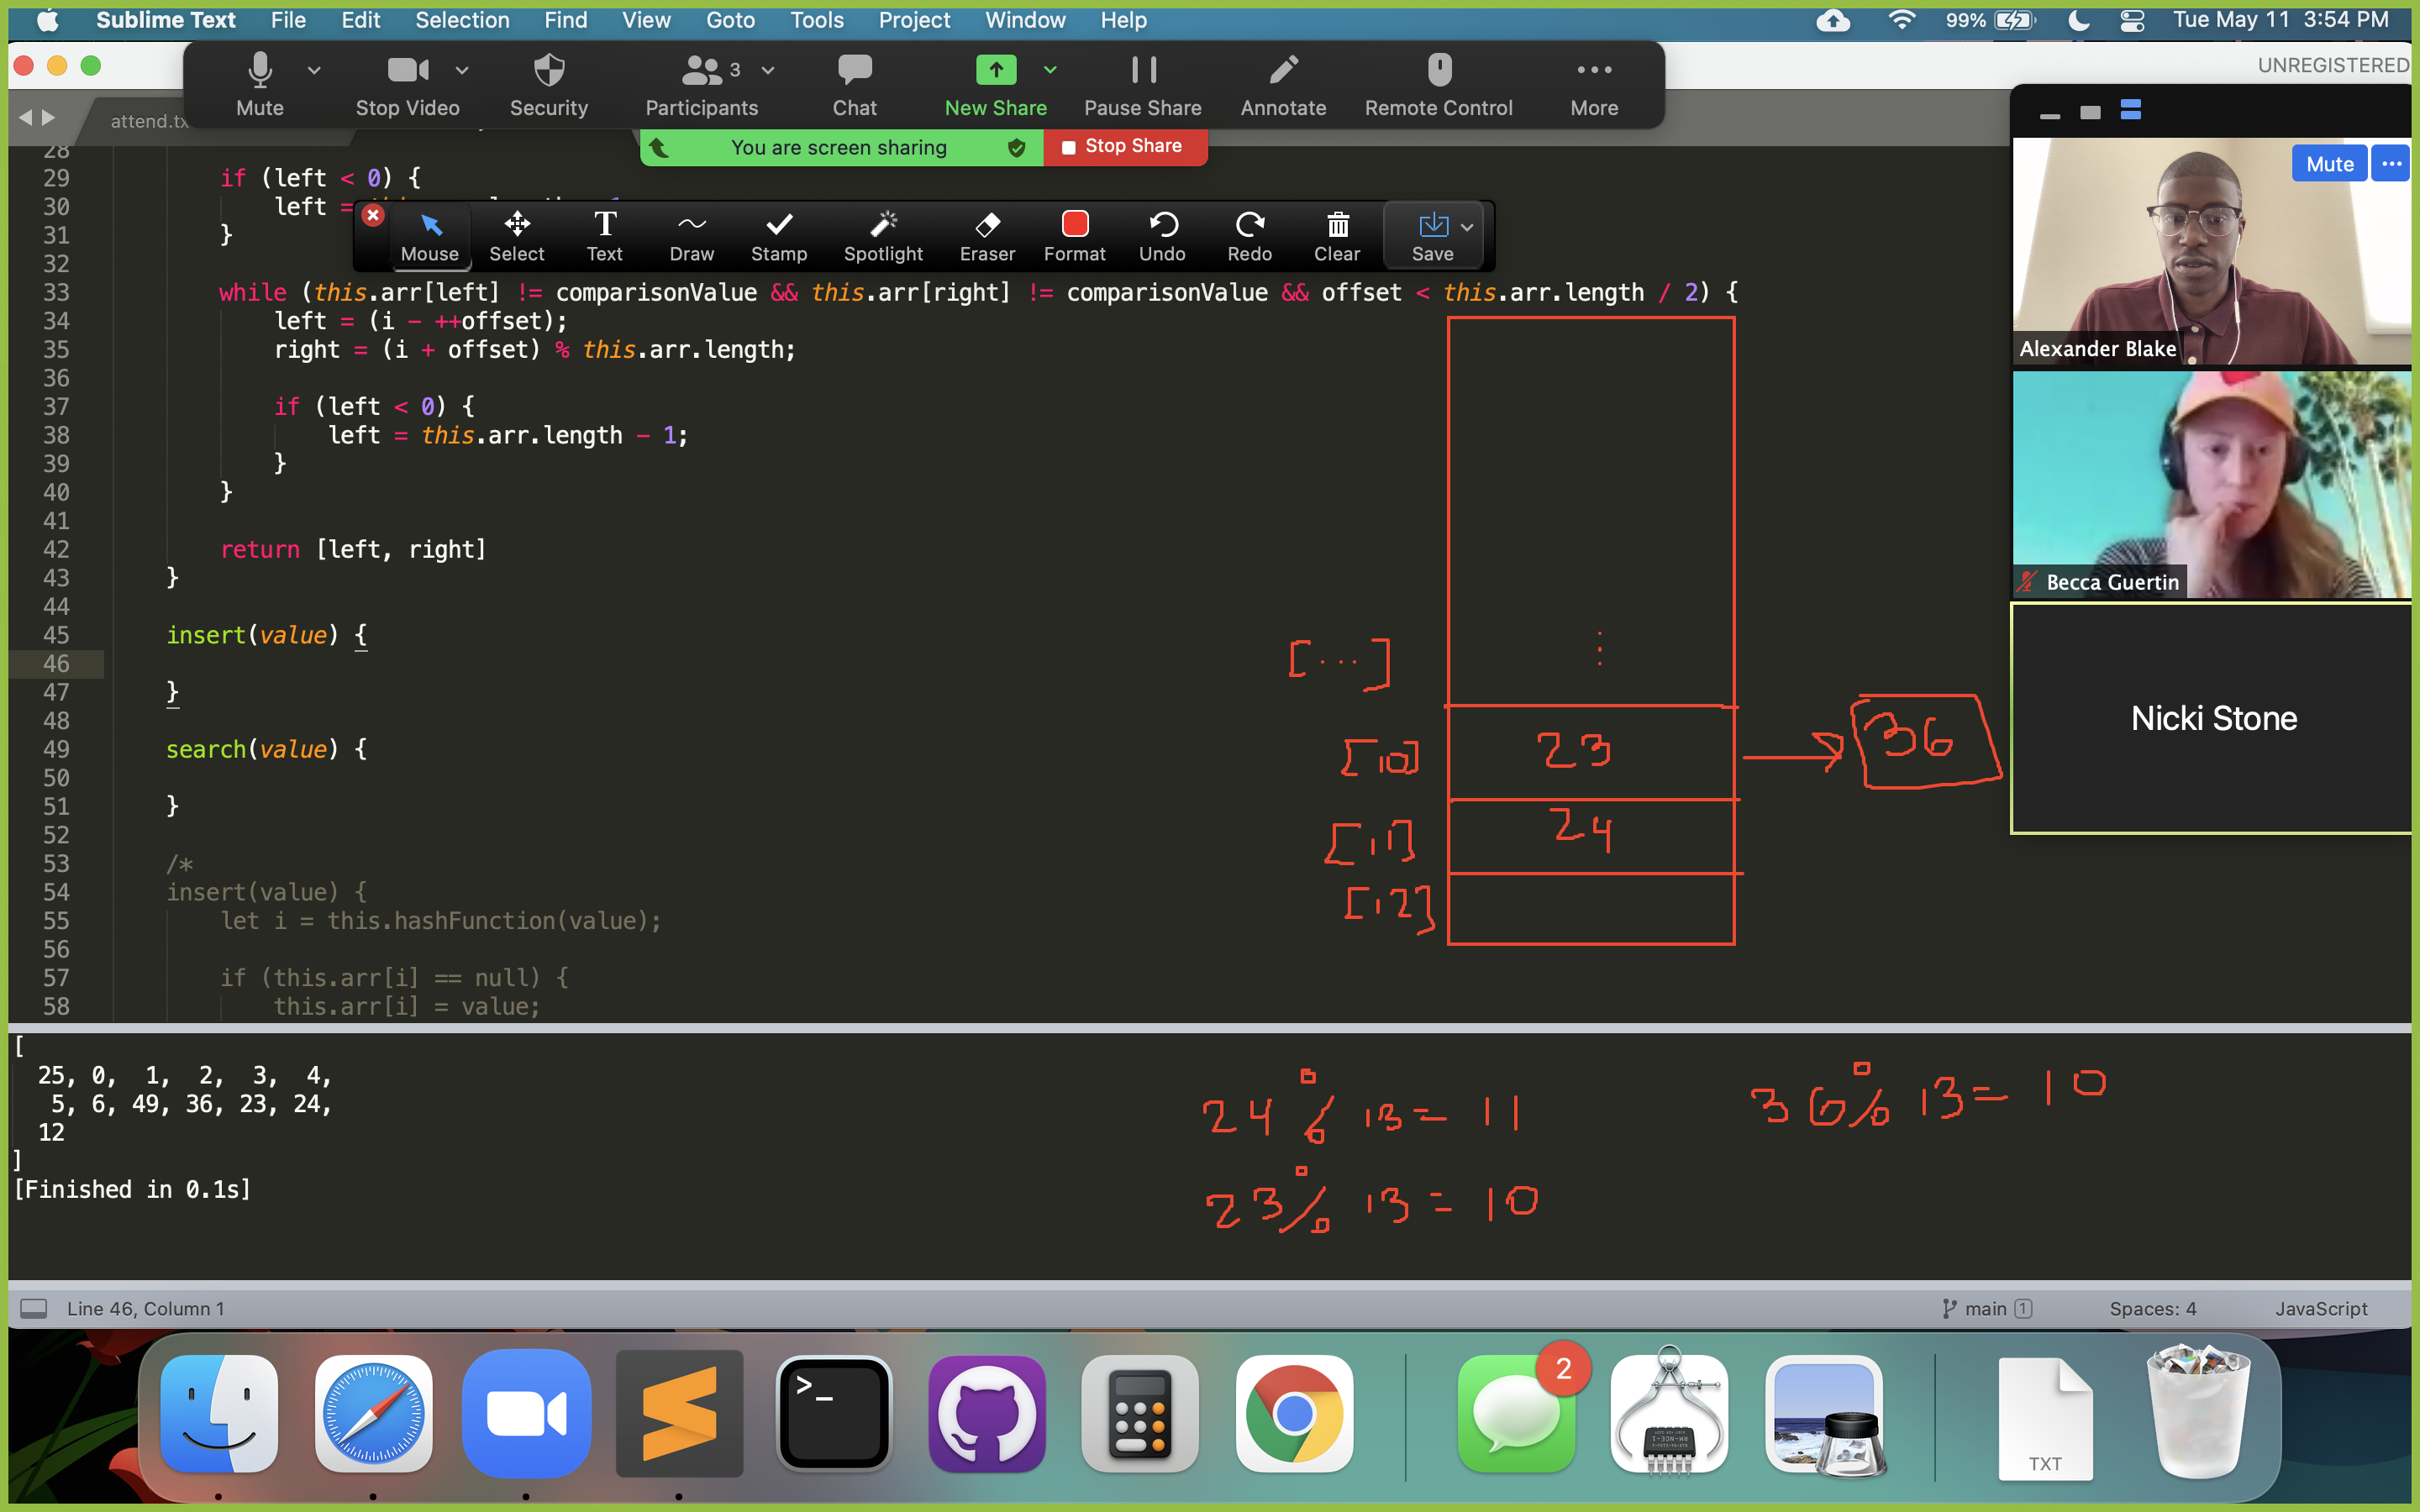 Sublime Text File Edit Selection Find View Goto Tools Project Window Help 99% Tue May 11 3:54 PM
UNREGISTERED
Mute Stop Video Security 3 Participants Chat New Share Pause Share Annotate Remote Control More
attend.tx
You are screen sharing Stop Share
Mouse Select Text Draw Stamp Spotlight Eraser Format Undo Redo Clear Save
28
29 if (left < 0) {
30 left =
31 }
32
33 while (this.arr[left] != comparisonValue && this.arr[right] != comparisonValue && offset < this.arr.length / 2) {
34 left = (i - ++offset);
35 right = (i + offset) % this.arr.length;
36
37 if (left < 0) {
38 left = this.arr.length - 1;
39 }
40 }
41
42 return [left, right]
43 }
44
45 insert(value) {
46
47 }
48
49 search(value) {
50
51 }
52
53 /*
54 insert(value) {
55 let i = this.hashFunction(value);
56
57 if (this.arr[i] == null) {
58 this.arr[i] = value;
[...] ⋮
[10] 23 → 36
[11] 24
[12]
Mute ...
Alexander Blake
Becca Guertin
Nicki Stone
[
25, 0, 1, 2, 3, 4,
5, 6, 49, 36, 23, 24,
12
]
[Finished in 0.1s]
24 % 13 = 11
23 % 13 = 10
36 % 13 = 10
Line 46, Column 1 main 1 Spaces: 4 JavaScript
>_
2
TXT